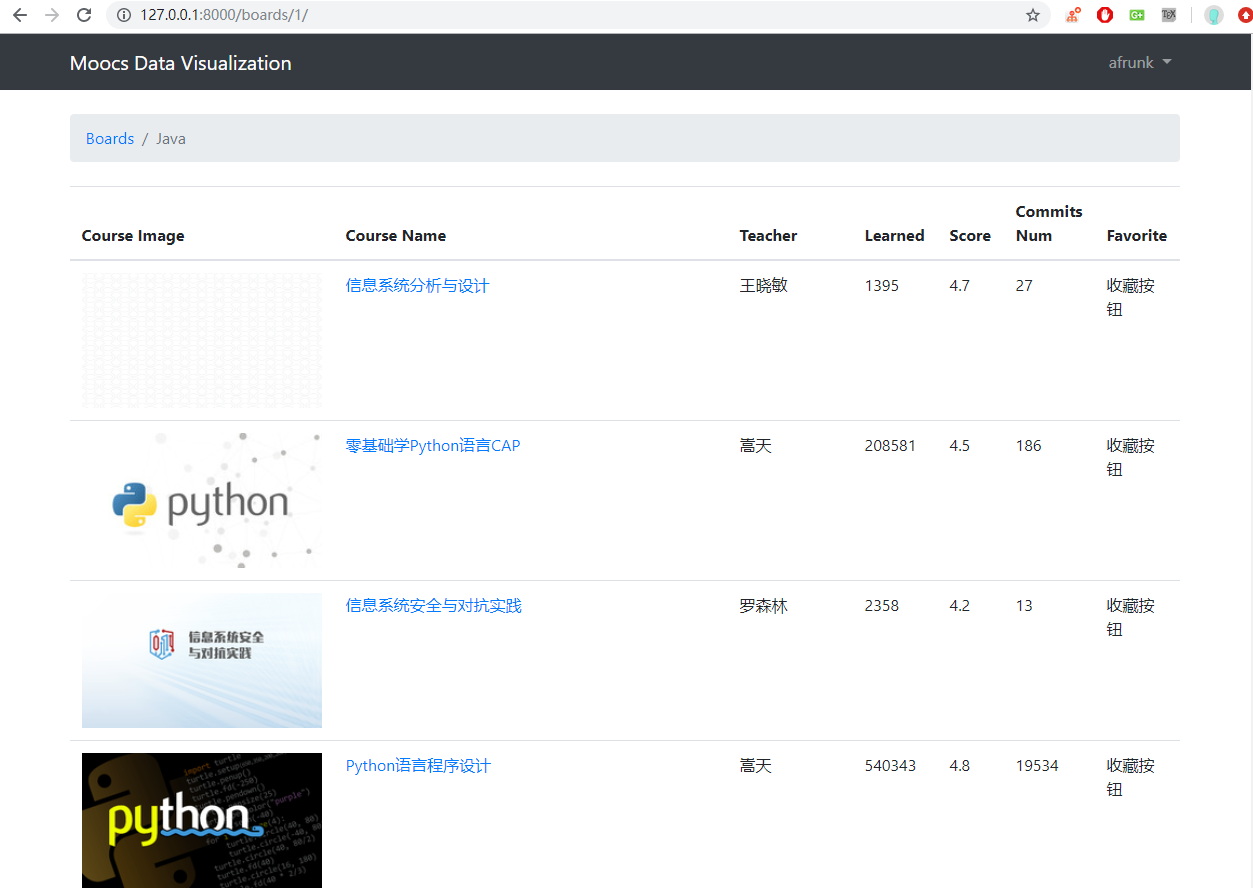 127.0.0.1:8000/boards/1/
Moocs Data Visualization
afrunk
Boards / Java
Course Image
Course Name
Teacher
Learned
Score
Commits
Num
Favorite
信息系统分析与设计
王晓敏
1395
4.7
27
收藏按
钮
python
零基础学Python语言CAP
嵩天
208581
4.5
186
收藏按
钮
信息系统安全
与对抗实践
信息系统安全与对抗实践
罗森林
2358
4.2
13
收藏按
钮
python
Python语言程序设计
嵩天
540343
4.8
19534
收藏按
钮